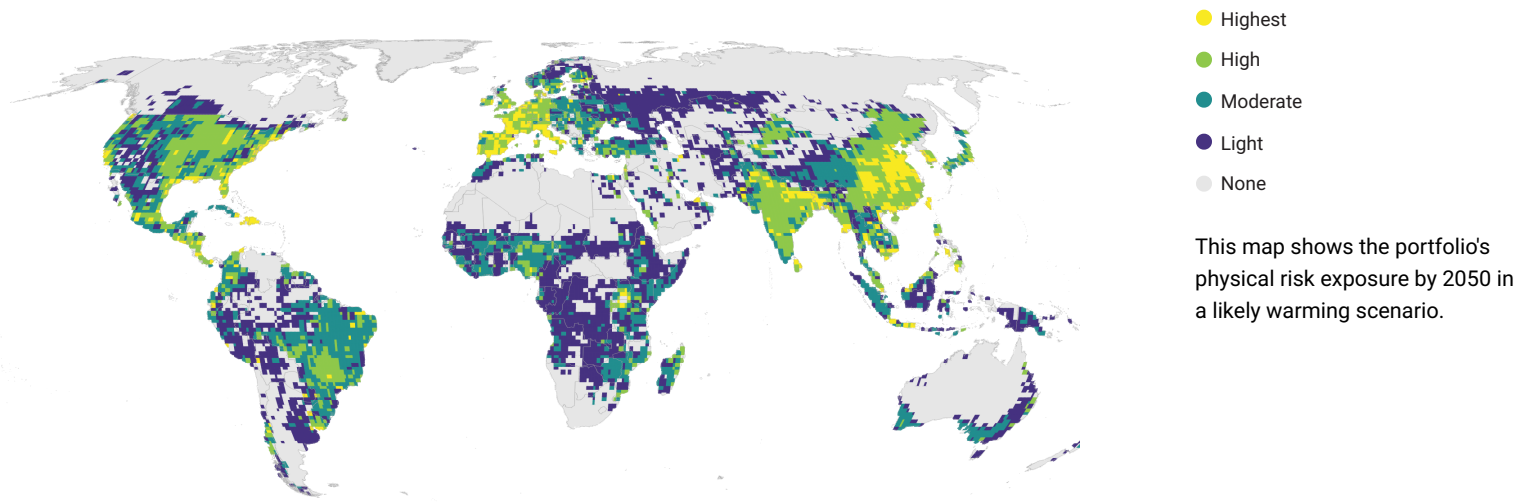 Highest
High
Moderate
Light
None
This map shows the portfolio's
physical risk exposure by 2050 in
a likely warming scenario.